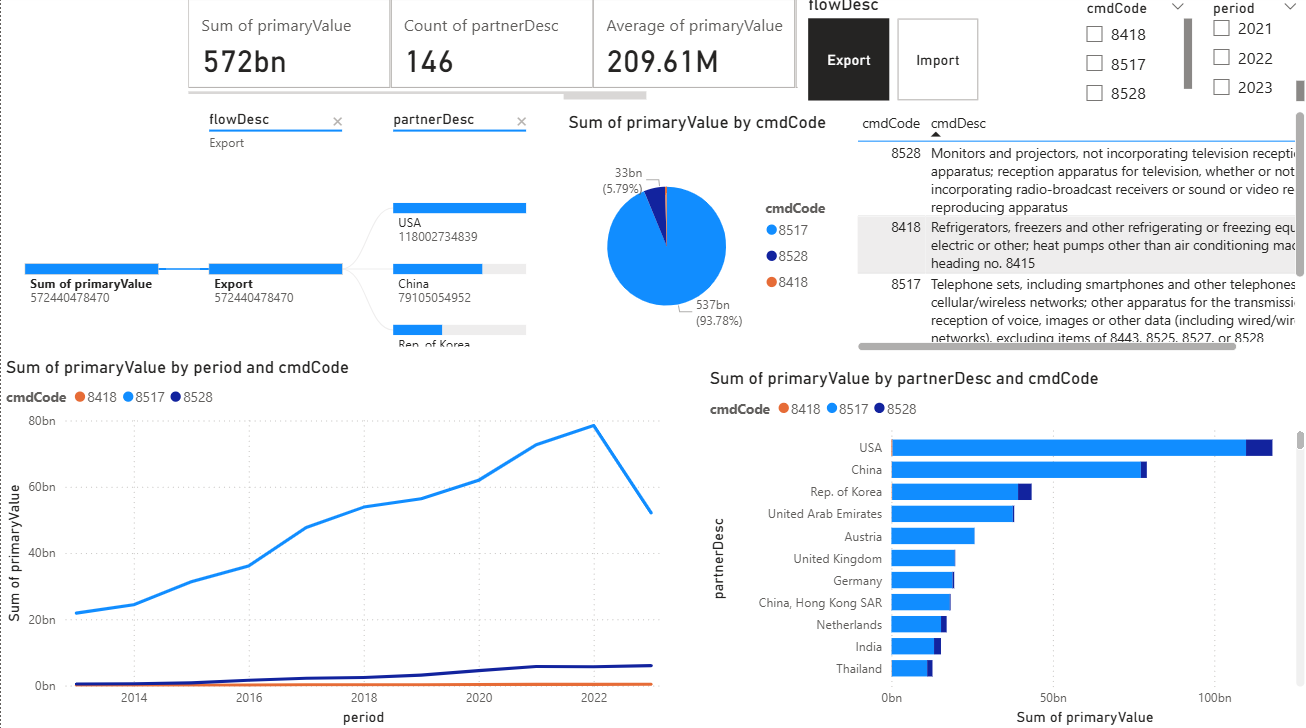 Sum of primaryValue
572bn
Count of partnerDesc
146
Average of primaryValue
209.61M
flowDesc
Export
Import
cmdCode
8418
8517
8528
period
2021
2022
2023
flowDesc
Export
partnerDesc
Sum of primaryValue
572440478470
Export
572440478470
USA
118002734839
China
79105054952
Rep. of Korea
Sum of primaryValue by cmdCode
33bn
(5.79%)
537bn
(93.78%)
cmdCode
8517
8528
8418
cmdCode cmdDesc
8528 Monitors and projectors, not incorporating television recepti
apparatus; reception apparatus for television, whether or not
incorporating radio-broadcast receivers or sound or video re
reproducing apparatus
8418 Refrigerators, freezers and other refrigerating or freezing equ
electric or other; heat pumps other than air conditioning mac
heading no. 8415
8517 Telephone sets, including smartphones and other telephones
cellular/wireless networks; other apparatus for the transmissi
reception of voice, images or other data (including wired/wir
networks), excluding items of 8443, 8525, 8527, or 8528
Sum of primaryValue by period and cmdCode
cmdCode 8418 8517 8528
Sum of primaryValue
80bn
60bn
40bn
20bn
0bn
2014 2016 2018 2020 2022
period
Sum of primaryValue by partnerDesc and cmdCode
cmdCode 8418 8517 8528
partnerDesc
USA
China
Rep. of Korea
United Arab Emirates
Austria
United Kingdom
Germany
China, Hong Kong SAR
Netherlands
India
Thailand
0bn 50bn 100bn
Sum of primaryValue